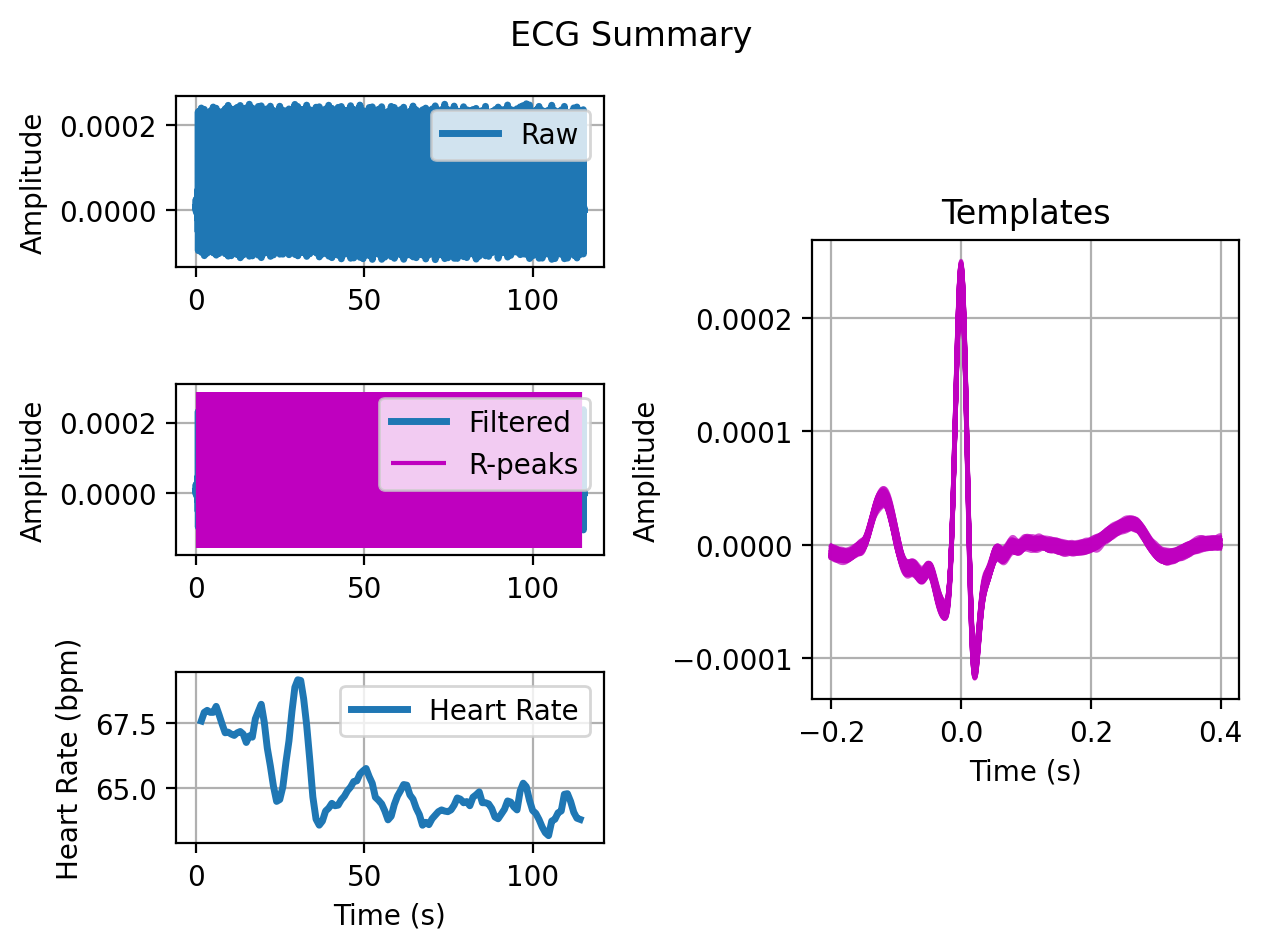 ECG Summary
Amplitude
0.0002
0.0000
Raw
0
50
100
Amplitude
0.0002
0.0000
Filtered
R-peaks
0
50
100
Heart Rate (bpm)
67.5
65.0
Heart Rate
0
50
100
Time (s)
Templates
Amplitude
0.0002
0.0001
0.0000
−0.0001
−0.2
0.0
0.2
0.4
Time (s)